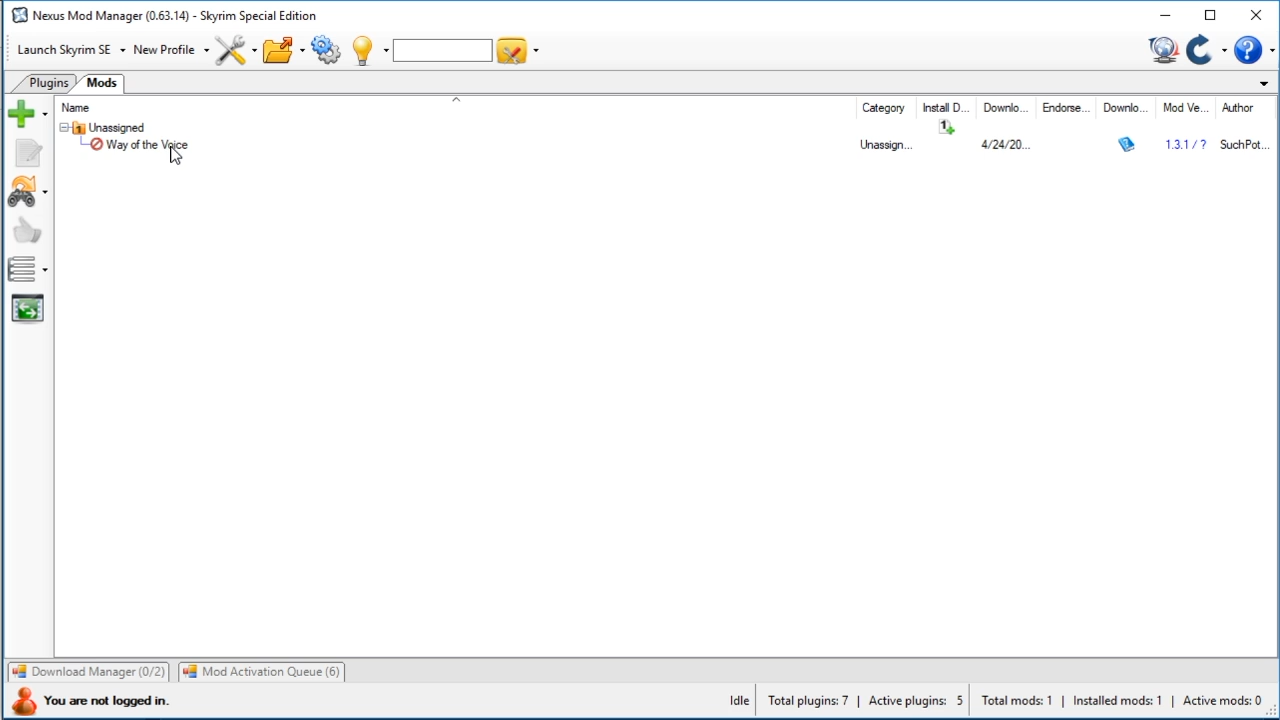 Nexus Mod Manager (0.63.14) - Skyrim Special Edition
Launch Skyrim SE New Profile
Plugins Mods
Name Category Install D... Downlo... Endorse... Downlo... Mod Ve... Author
1 Unassigned 1
Way of the Voice Unassign... 4/24/20... 1.3.1 / ? SuchPot...
Download Manager (0/2) Mod Activation Queue (6)
You are not logged in. Idle Total plugins: 7 | Active plugins: 5 Total mods: 1 | Installed mods: 1 | Active mods: 0